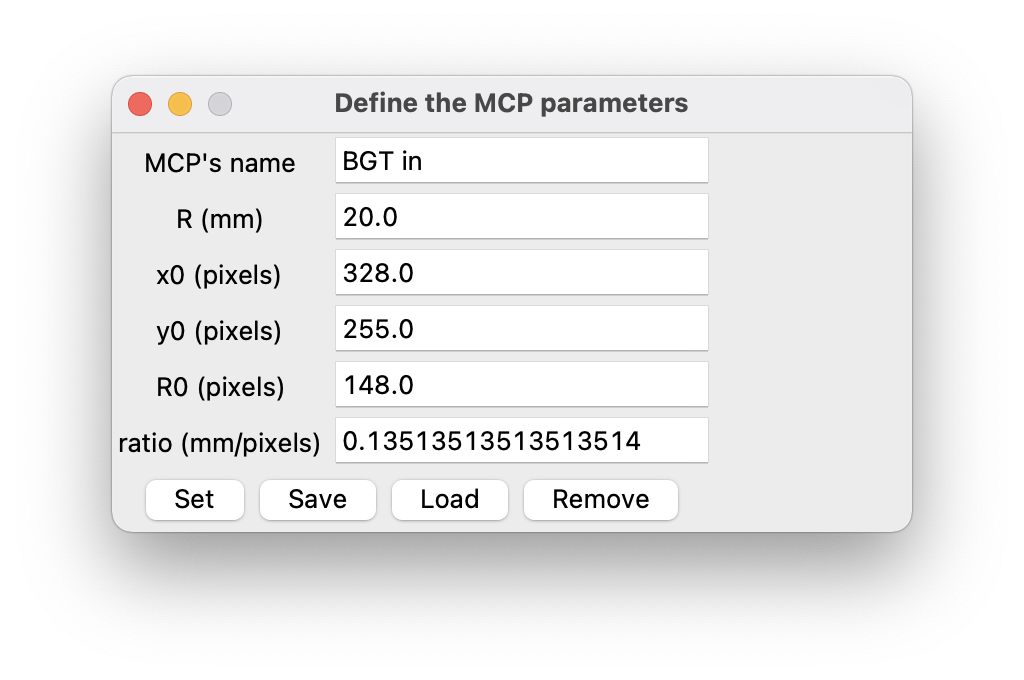 Define the MCP parameters
MCP's name BGT in
R (mm) 20.0
x0 (pixels) 328.0
y0 (pixels) 255.0
R0 (pixels) 148.0
ratio (mm/pixels) 0.13513513513513514
Set Save Load Remove